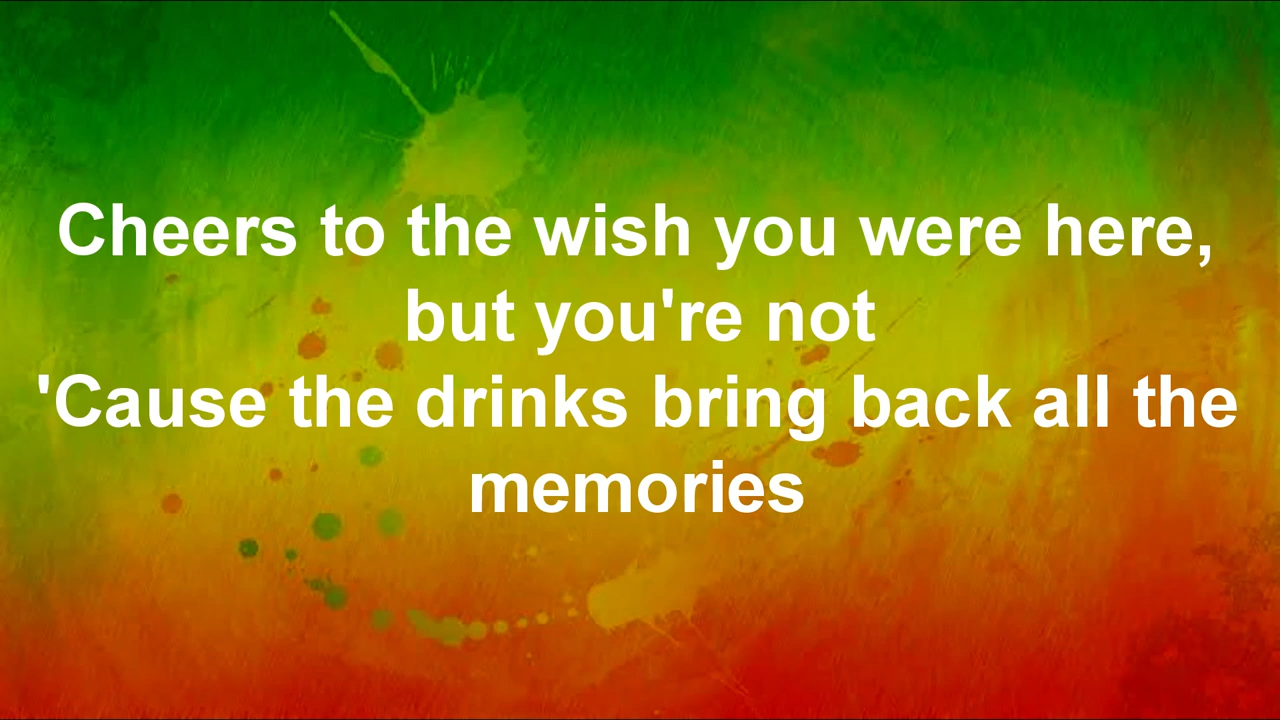 Cheers to the wish you were here,
but you're not
'Cause the drinks bring back all the
memories